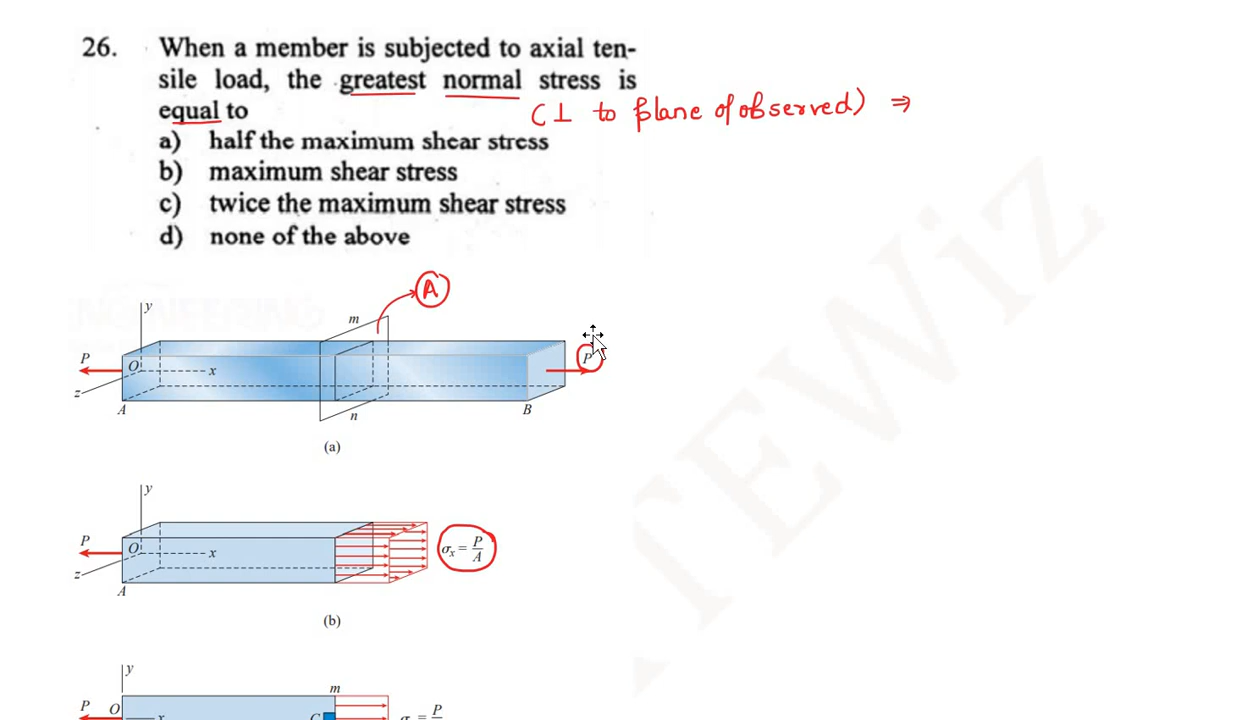 26. When a member is subjected to axial ten-
sile load, the greatest normal stress is
equal to
(⊥ to plane of observed) ⇒
a) half the maximum shear stress
b) maximum shear stress
c) twice the maximum shear stress
d) none of the above
A
y
m
P
O
x
P
z
A
n
B
(a)
y
P
O
x
σx = P/A
z
A
(b)
y
m
P O
x
C
σ = P
TEWiz